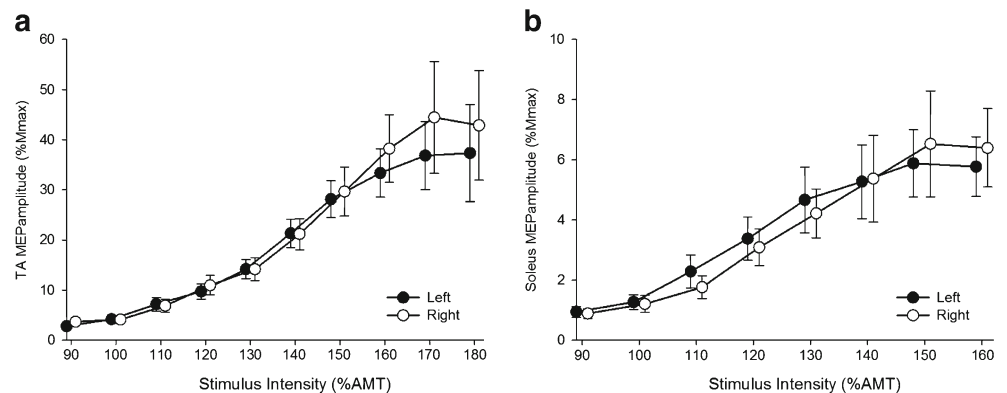 a
60
50
40
30
20
10
0
TA MEPamplitude (%Mmax)
Left
Right
90 100 110 120 130 140 150 160 170 180
Stimulus Intensity (%AMT)
b
10
8
6
4
2
0
Soleus MEPamplitude (%Mmax)
Left
Right
90 100 110 120 130 140 150 160
Stimulus Intensity (%AMT)